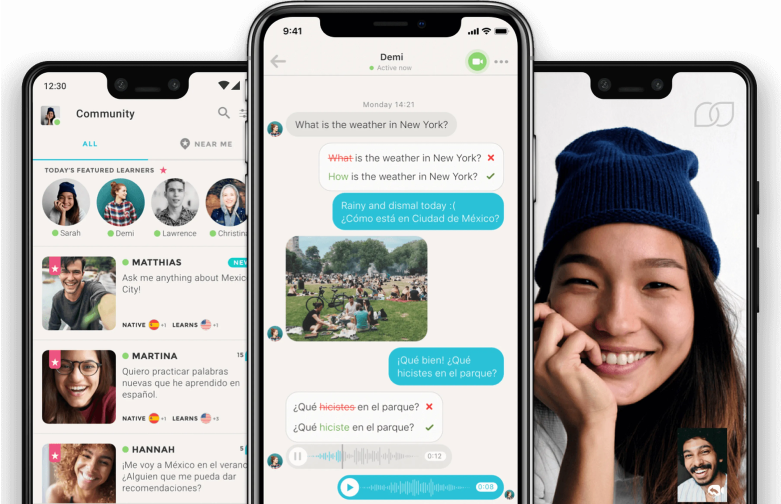 12:30
Community
ALL
NEAR ME
TODAY'S FEATURED LEARNERS
Sarah
Demi
Lawrence
MATTHIAS
Ask me anything about
City!
NATIVE +1 LEARNS +1
MARTINA
15
Quiero practicar palabras
nuevas que he aprendido en
español.
NATIVE +1 LEARNS +3
HANNAH
5
¡Me voy a México en el
¿Alguien que me pueda dar
recomendaciones?
9:41
Demi
Active now
Monday 14:21
What is the weather in New York?
What is the weather in New York?
How is the weather in New York?
Rainy and dismal today :(
¿Cómo está en Ciudad de México?
¡Qué bien! ¿Qué
hicistes en el parque?
¿Qué hicistes en el parque?
¿Qué hiciste en el parque?
0:12
0:08